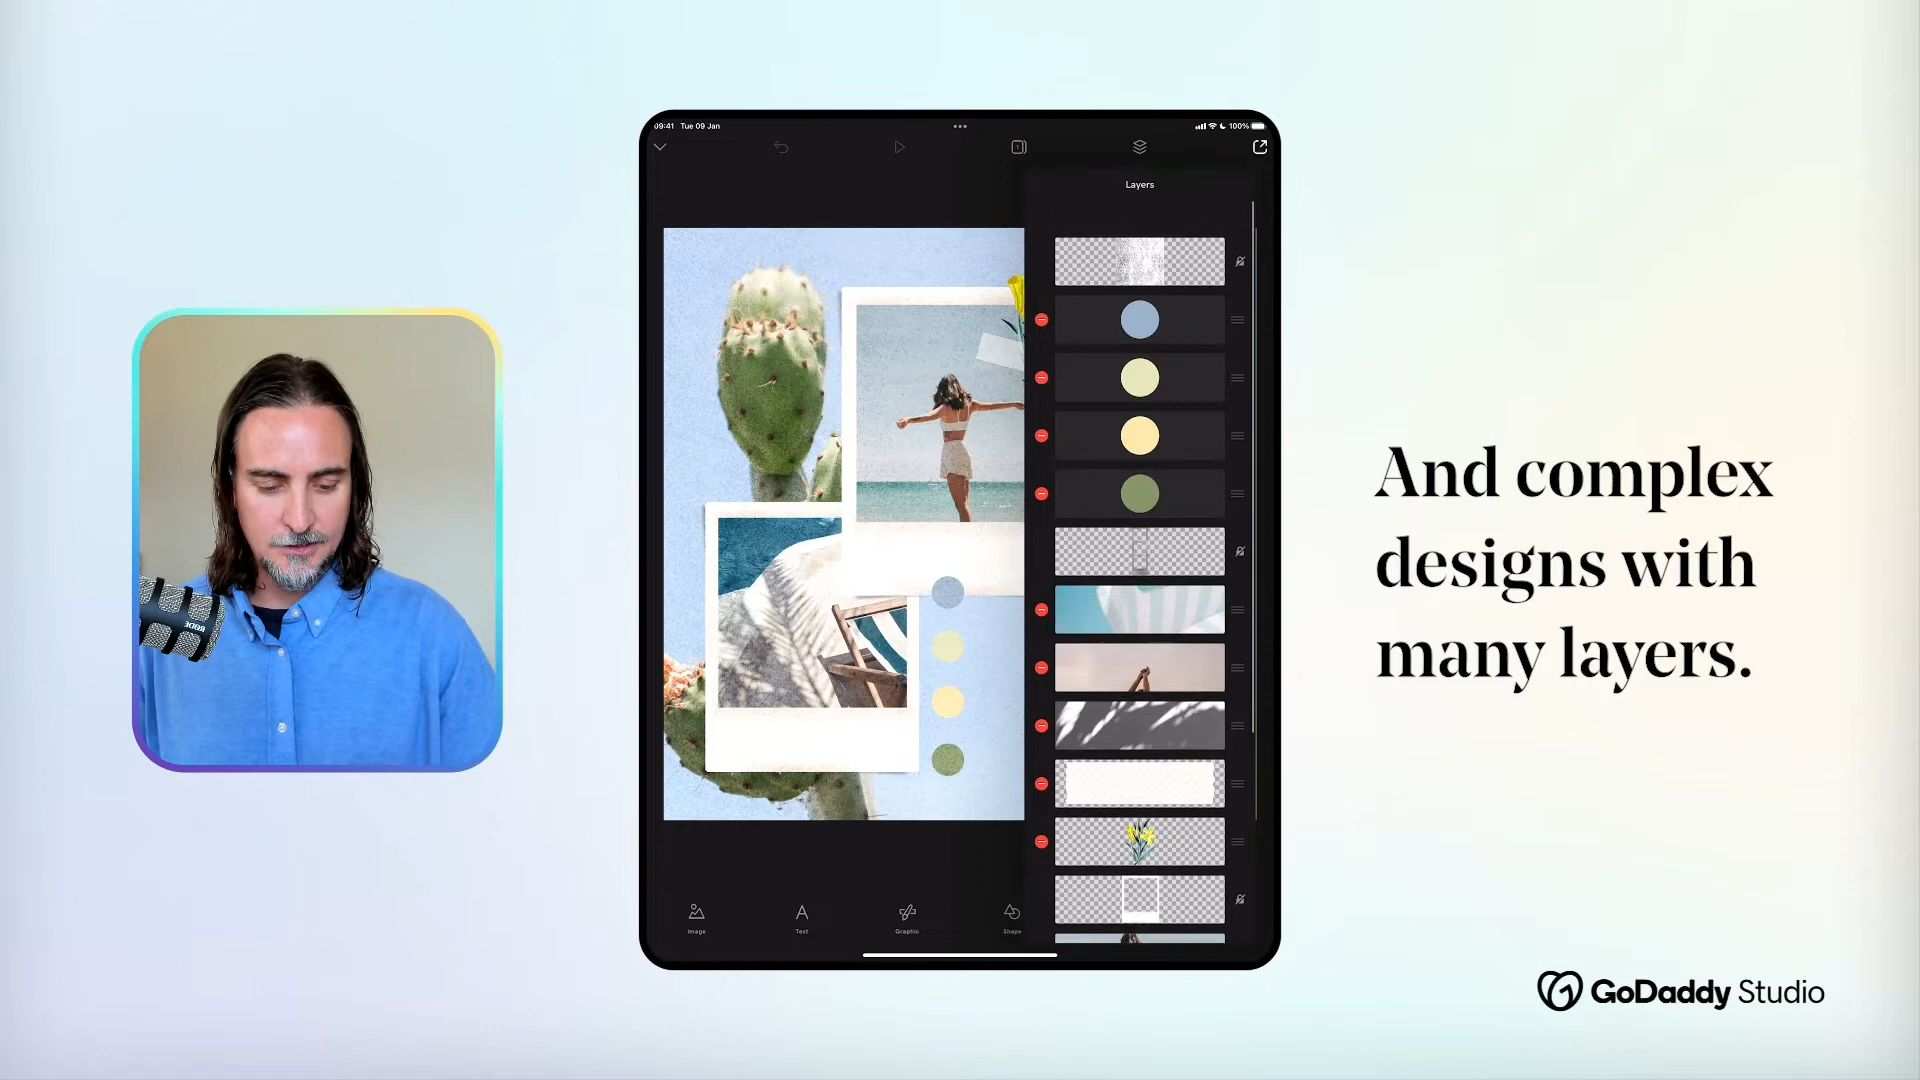 09:41 Tue 09 Jan
100%
Layers
Image
Text
Graphic
Shape
RØDE
And complex
designs with
many layers.
GoDaddy Studio